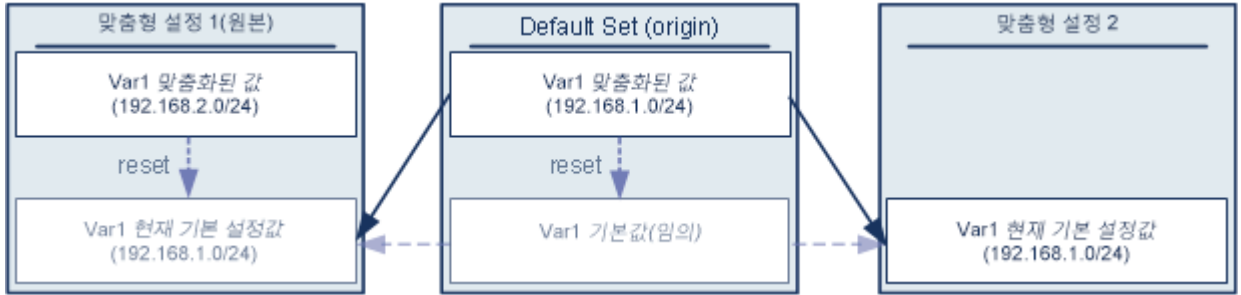 맞춤형 설정 1(원본)
Var1 맞춤화된 값
(192.168.2.0/24)
reset
Var1 현재 기본 설정값
(192.168.1.0/24)
Default Set (origin)
Var1 맞춤화된 값
(192.168.1.0/24)
reset
Var1 기본값(임의)
맞춤형 설정 2
Var1 현재 기본 설정값
(192.168.1.0/24)